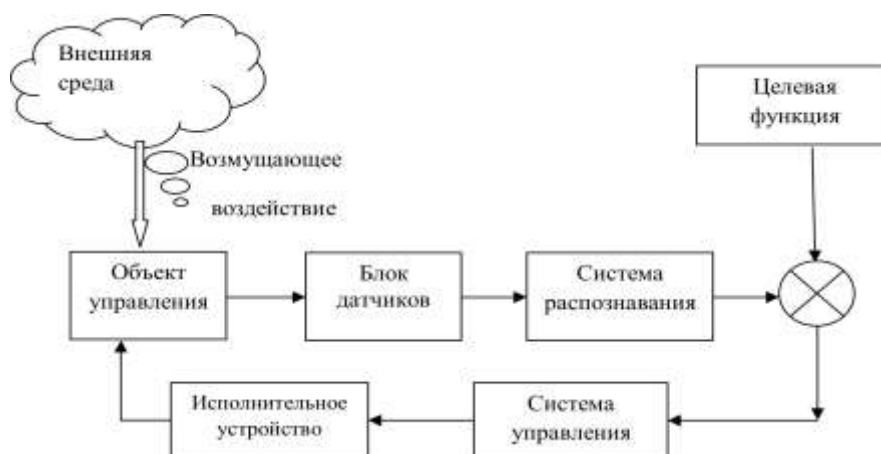 Внешняя
среда
Целевая
функция
Возмущающее
воздействие
Объект
управления
Блок
датчиков
Система
распознавания
Исполнительное
устройство
Система
управления